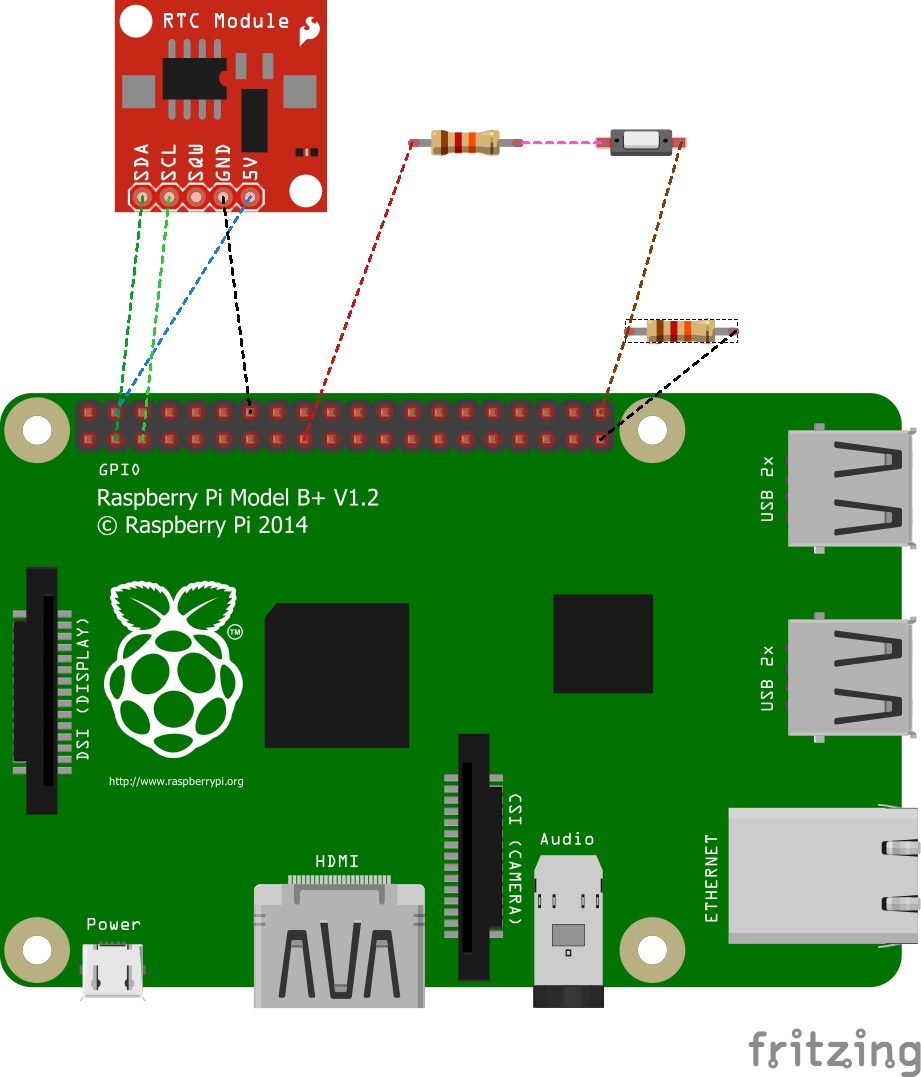 RTC Module
SDA
SCL
SQW
GND
5V
GPIO
Raspberry Pi Model B+ V1.2
© Raspberry Pi 2014
USB 2x
DSI (DISPLAY)
TM
USB 2x
http://www.raspberrypi.org
CSI (CAMERA)
Audio
ETHERNET
HDMI
Power
fritzing